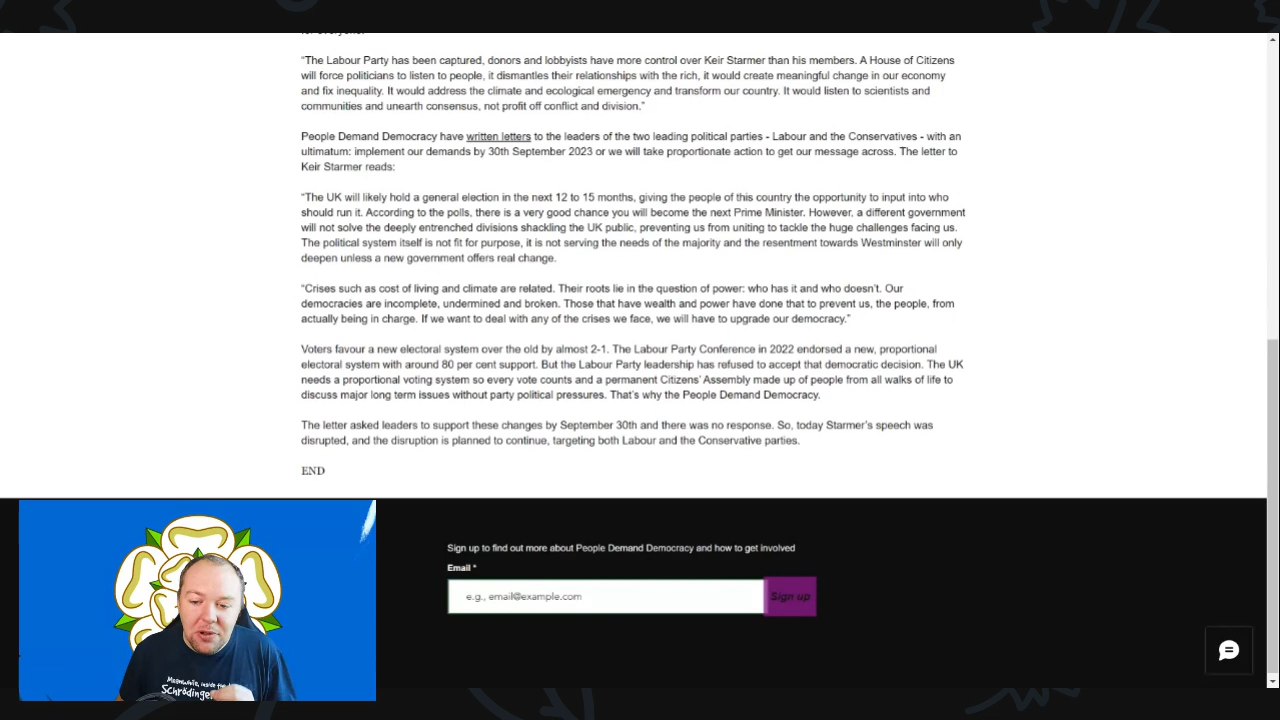 "The Labour Party has been captured, donors and lobbyists have more control over Keir Starmer than his members. A House of Citizens
will force politicians to listen to people, it dismantles their relationships with the rich, it would create meaningful change in our economy
and fix inequality. It would address the climate and ecological emergency and transform our country. It would listen to scientists and
communities and unearth consensus, not profit off conflict and division."
People Demand Democracy have written letters to the leaders of the two leading political parties - Labour and the Conservatives - with an
ultimatum: implement our demands by 30th September 2023 or we will take proportionate action to get our message across. The letter to
Keir Starmer reads:
"The UK will likely hold a general election in the next 12 to 15 months, giving the people of this country the opportunity to input into who
should run it. According to the polls, there is a very good chance you will become the next Prime Minister. However, a different government
will not solve the deeply entrenched divisions shackling the UK public, preventing us from uniting to tackle the huge challenges facing us.
The political system itself is not fit for purpose, it is not serving the needs of the majority and the resentment towards Westminster will only
deepen unless a new government offers real change.
"Crises such as cost of living and climate are related. Their roots lie in the question of power: who has it and who doesn't. Our
democracies are incomplete, undermined and broken. Those that have wealth and power have done that to prevent us, the people, from
actually being in charge. If we want to deal with any of the crises we face, we will have to upgrade our democracy."
Voters favour a new electoral system over the old by almost 2-1. The Labour Party Conference in 2022 endorsed a new, proportional
electoral system with around 80 per cent support. But the Labour Party leadership has refused to accept that democratic decision. The UK
needs a proportional voting system so every vote counts and a permanent Citizens' Assembly made up of people from all walks of life to
discuss major long term issues without party political pressures. That's why the People Demand Democracy.
The letter asked leaders to support these changes by September 30th and there was no response. So, today Starmer's speech was
disrupted, and the disruption is planned to continue, targeting both Labour and the Conservative parties.
END
Sign up to find out more about People Demand Democracy and how to get involved
Email *
e.g., email@example.com
Sign up
Meanwhile, inside
Schrödinger